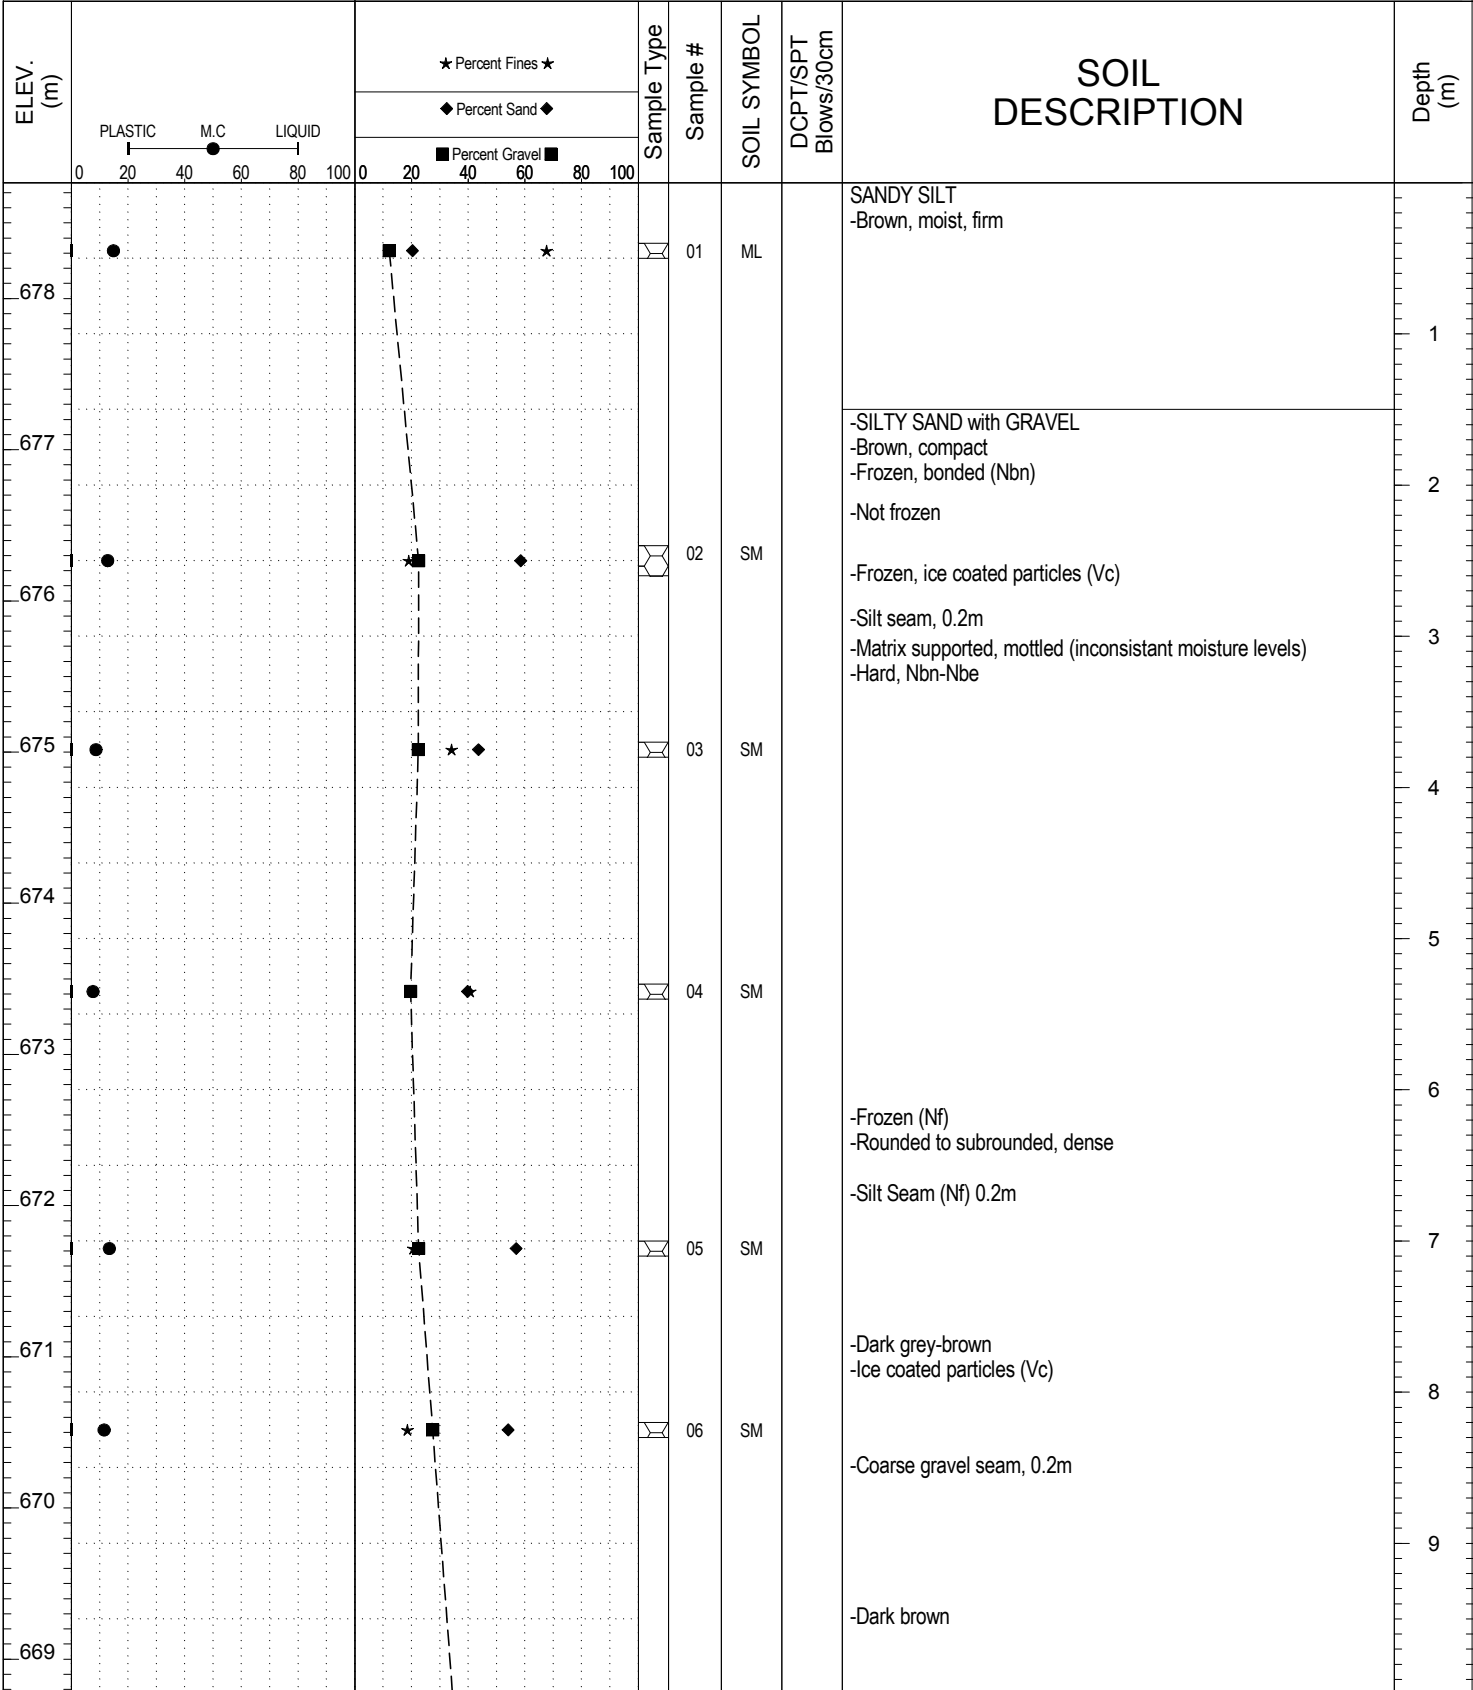 ELEV.
(m)
PLASTIC M.C LIQUID
0 20 40 60 80 100
★ Percent Fines ★
◆ Percent Sand ◆
■ Percent Gravel ■
0 20 40 60 80 100
Sample Type
Sample #
SOIL SYMBOL
DCPT/SPT
Blows/30cm
SOIL
DESCRIPTION
Depth
(m)
SANDY SILT
-Brown, moist, firm
01 ML
678
1
-SILTY SAND with GRAVEL
677
-Brown, compact
-Frozen, bonded (Nbn)
2
-Not frozen
02 SM
-Frozen, ice coated particles (Vc)
676
-Silt seam, 0.2m
3
-Matrix supported, mottled (inconsistant moisture levels)
-Hard, Nbn-Nbe
675
03 SM
4
674
5
04 SM
673
6
-Frozen (Nf)
-Rounded to subrounded, dense
-Silt Seam (Nf) 0.2m
672
05 SM
7
-Dark grey-brown
671
-Ice coated particles (Vc)
8
06 SM
-Coarse gravel seam, 0.2m
670
9
-Dark brown
669